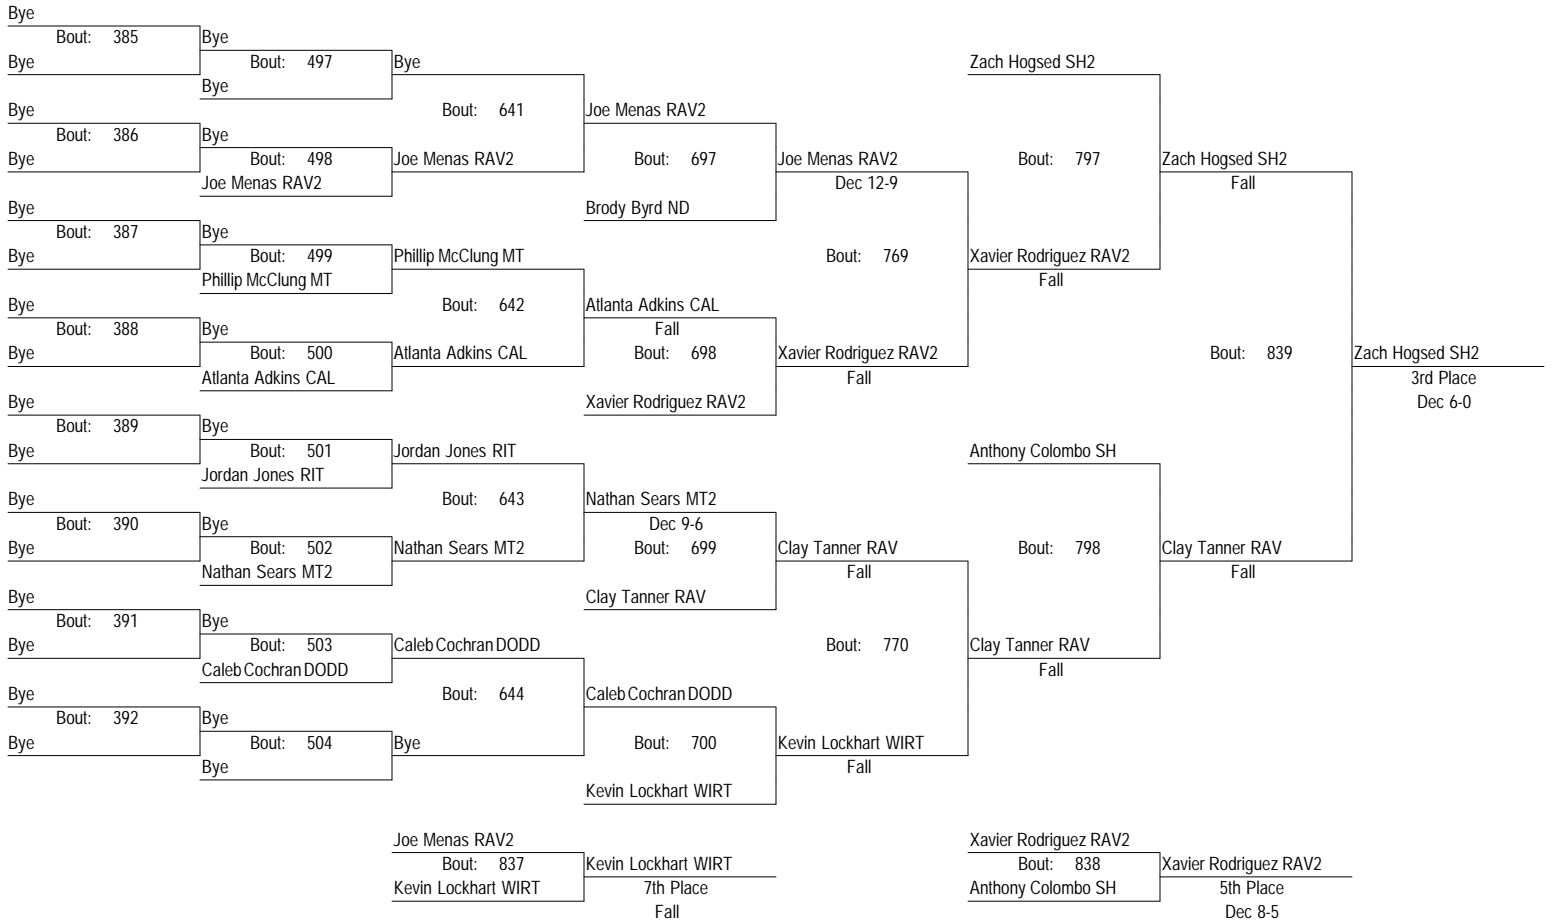 Bye
Bout: 385
Bye
Bye
Bout: 497
Bye
Bye
Bout: 386
Bye
Bye
Bout: 498
Joe Menas RAV2
Bye
Bout: 641
Joe Menas RAV2
Bye
Bout: 387
Bye
Bye
Bout: 499
Phillip McClung MT
Bye
Bout: 388
Bye
Bye
Bout: 500
Atlanta Adkins CAL
Phillip McClung MT
Bout: 642
Atlanta Adkins CAL
Bye
Bout: 389
Bye
Bye
Bout: 501
Jordan Jones RIT
Bye
Bout: 390
Bye
Bye
Bout: 502
Nathan Sears MT2
Jordan Jones RIT
Bout: 643
Nathan Sears MT2
Bye
Bout: 391
Bye
Bye
Bout: 503
Caleb Cochran DODD
Bye
Bout: 392
Bye
Bye
Bout: 504
Bye
Caleb Cochran DODD
Bout: 644
Bye
Joe Menas RAV2
Bout: 697
Brody Byrd ND
Atlanta Adkins CAL
Fall
Bout: 698
Xavier Rodriguez RAV2
Nathan Sears MT2
Dec 9-6
Bout: 699
Clay Tanner RAV
Caleb Cochran DODD
Bout: 700
Kevin Lockhart WIRT
Joe Menas RAV2
Dec 12-9
Bout: 769
Xavier Rodriguez RAV2
Fall
Clay Tanner RAV
Fall
Bout: 770
Kevin Lockhart WIRT
Fall
Zach Hogsed SH2
Bout: 797
Xavier Rodriguez RAV2
Fall
Anthony Colombo SH
Bout: 798
Clay Tanner RAV
Fall
Zach Hogsed SH2
Fall
Bout: 839
Clay Tanner RAV
Fall
Zach Hogsed SH2
3rd Place
Dec 6-0
Joe Menas RAV2
Bout: 837
Kevin Lockhart WIRT
Kevin Lockhart WIRT
7th Place
Fall
Xavier Rodriguez RAV2
Bout: 838
Anthony Colombo SH
Xavier Rodriguez RAV2
5th Place
Dec 8-5